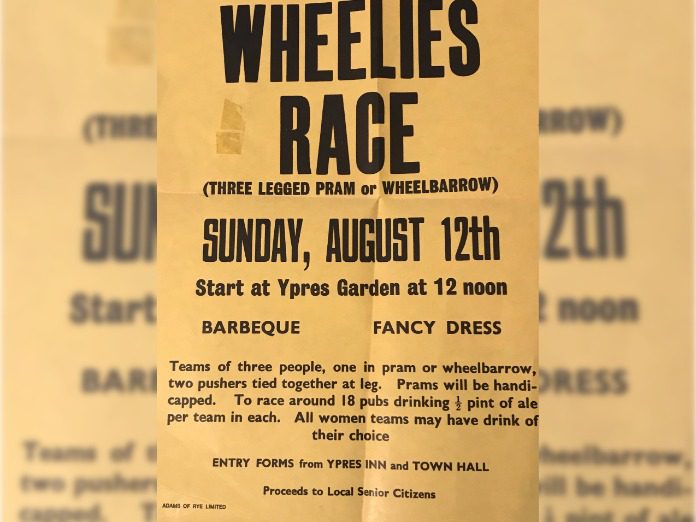 WHEELIES
RACE
(THREE LEGGED PRAM or WHEELBARROW)
SUNDAY, AUGUST 12th
Start at Ypres Garden at 12 noon
BARBEQUE FANCY DRESS
Teams of three people, one in pram or wheelbarrow,
two pushers tied together at leg. Prams will be handi-
capped. To race around 18 pubs drinking ½ pint of ale
per team in each. All women teams may have drink of
their choice
ENTRY FORMS from YPRES INN and TOWN HALL
Proceeds to Local Senior Citizens
ADAMS OF RYE LIMITED